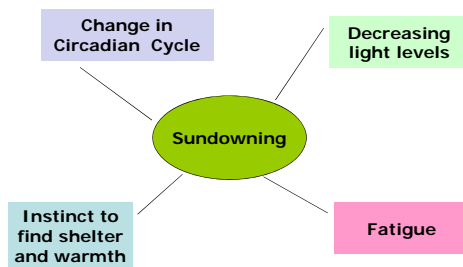 Change in
Circadian Cycle
Decreasing
light levels
Sundowning
Instinct to
find shelter
and warmth
Fatigue